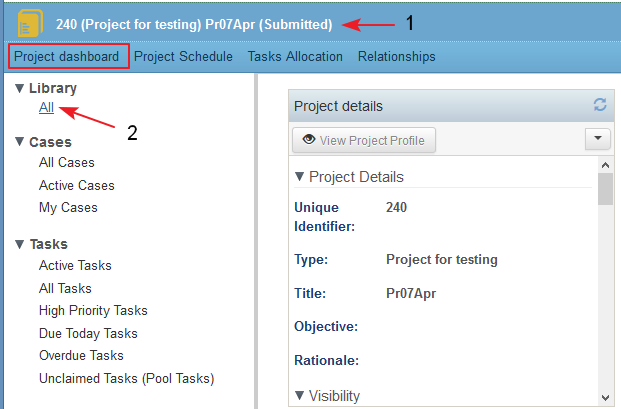 240 (Project for testing) Pr07Apr (Submitted)
1
Project dashboard Project Schedule Tasks Allocation Relationships
Library
All
2
Cases
All Cases
Active Cases
My Cases
Tasks
Active Tasks
All Tasks
High Priority Tasks
Due Today Tasks
Overdue Tasks
Unclaimed Tasks (Pool Tasks)
Project details
View Project Profile
Project Details
Unique Identifier: 240
Type: Project for testing
Title: Pr07Apr
Objective:
Rationale:
Visibility